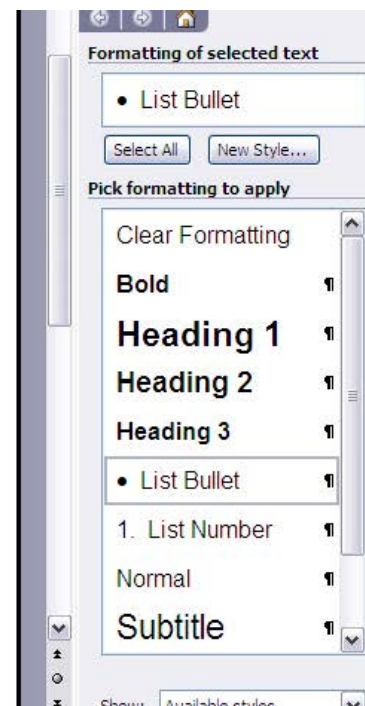 Formatting of selected text
• List Bullet
Select All New Style...
Pick formatting to apply
Clear Formatting
Bold ¶
Heading 1 ¶
Heading 2 ¶
Heading 3 ¶
• List Bullet ¶
1. List Number ¶
Normal ¶
Subtitle ¶
Show: Available styles